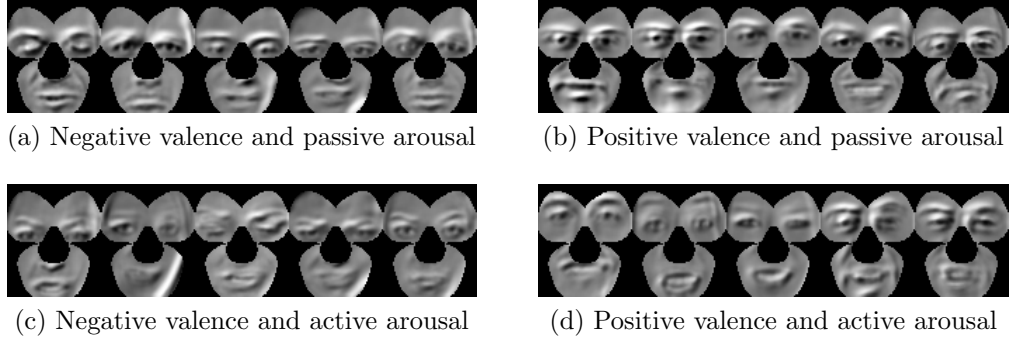 (a) Negative valence and passive arousal
(b) Positive valence and passive arousal
(c) Negative valence and active arousal
(d) Positive valence and active arousal